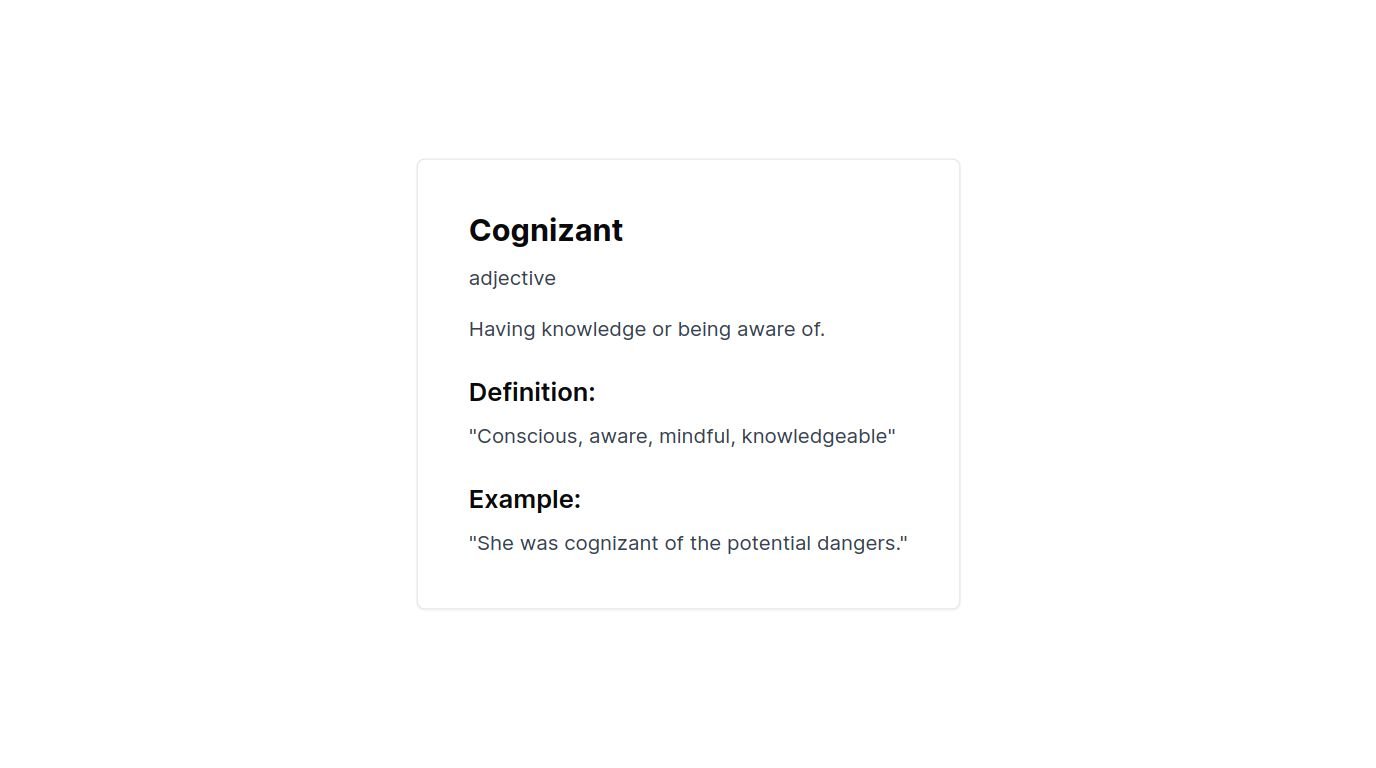 Cognizant
adjective
Having knowledge or being aware of.
Definition:
"Conscious, aware, mindful, knowledgeable"
Example:
"She was cognizant of the potential dangers."